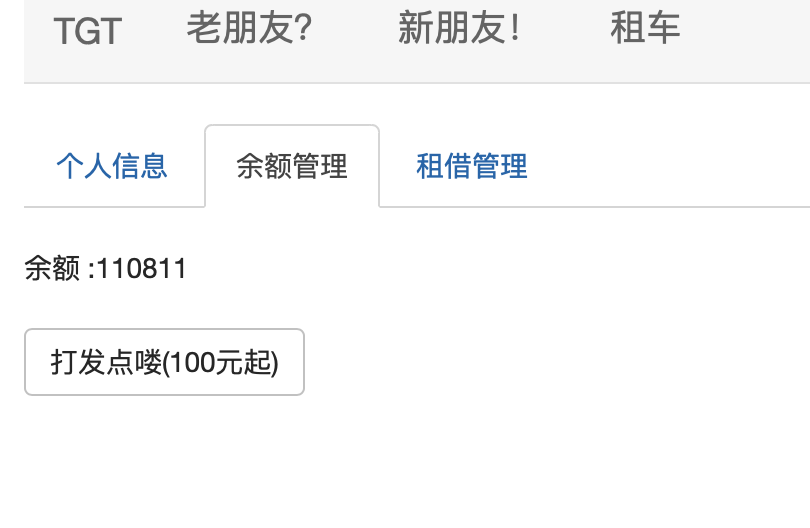 TGT 老朋友? 新朋友! 租车
个人信息 余额管理 租借管理
余额 :110811
打发点喽(100元起)